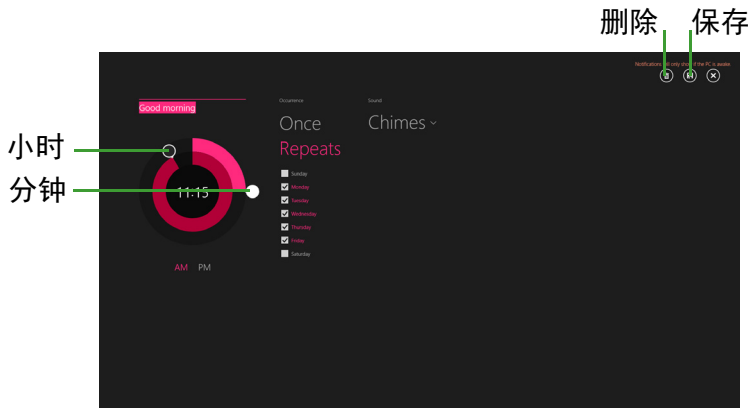 删除 保存
Notifications will only show if the PC is awake.
Good morning
Occurrence
Sound
Once
Chimes
Repeats
小时
分钟
11:15
Sunday
Monday
Tuesday
Wednesday
Thursday
Friday
Saturday
AM PM